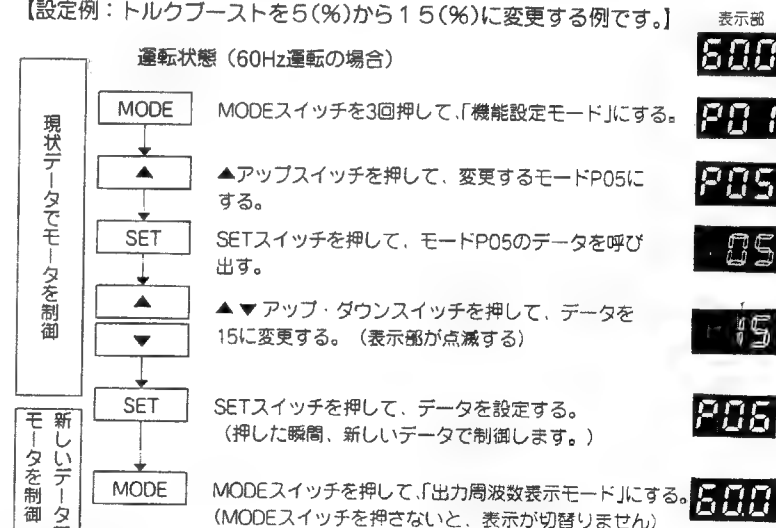 【設定例：トルクブーストを5(%)から15(%)に変更する例です。】
表示部
運転状態（60Hz運転の場合）
60.0
現状データでモータを制御
MODE
MODEスイッチを3回押して、「機能設定モード」にする。
P01
▲
▲アップスイッチを押して、変更するモードP05に
する。
P05
SET
SETスイッチを押して、モードP05のデータを呼び
出す。
05
▲
▼
▲▼アップ・ダウンスイッチを押して、データを
15に変更する。（表示部が点滅する）
15
新しいデータ
モータを制御
SET
SETスイッチを押して、データを設定する。
（押した瞬間、新しいデータで制御します。）
P06
MODE
MODEスイッチを押して、「出力周波数表示モード」にする。
(MODEスイッチを押さないと、表示が切替りません)
60.0